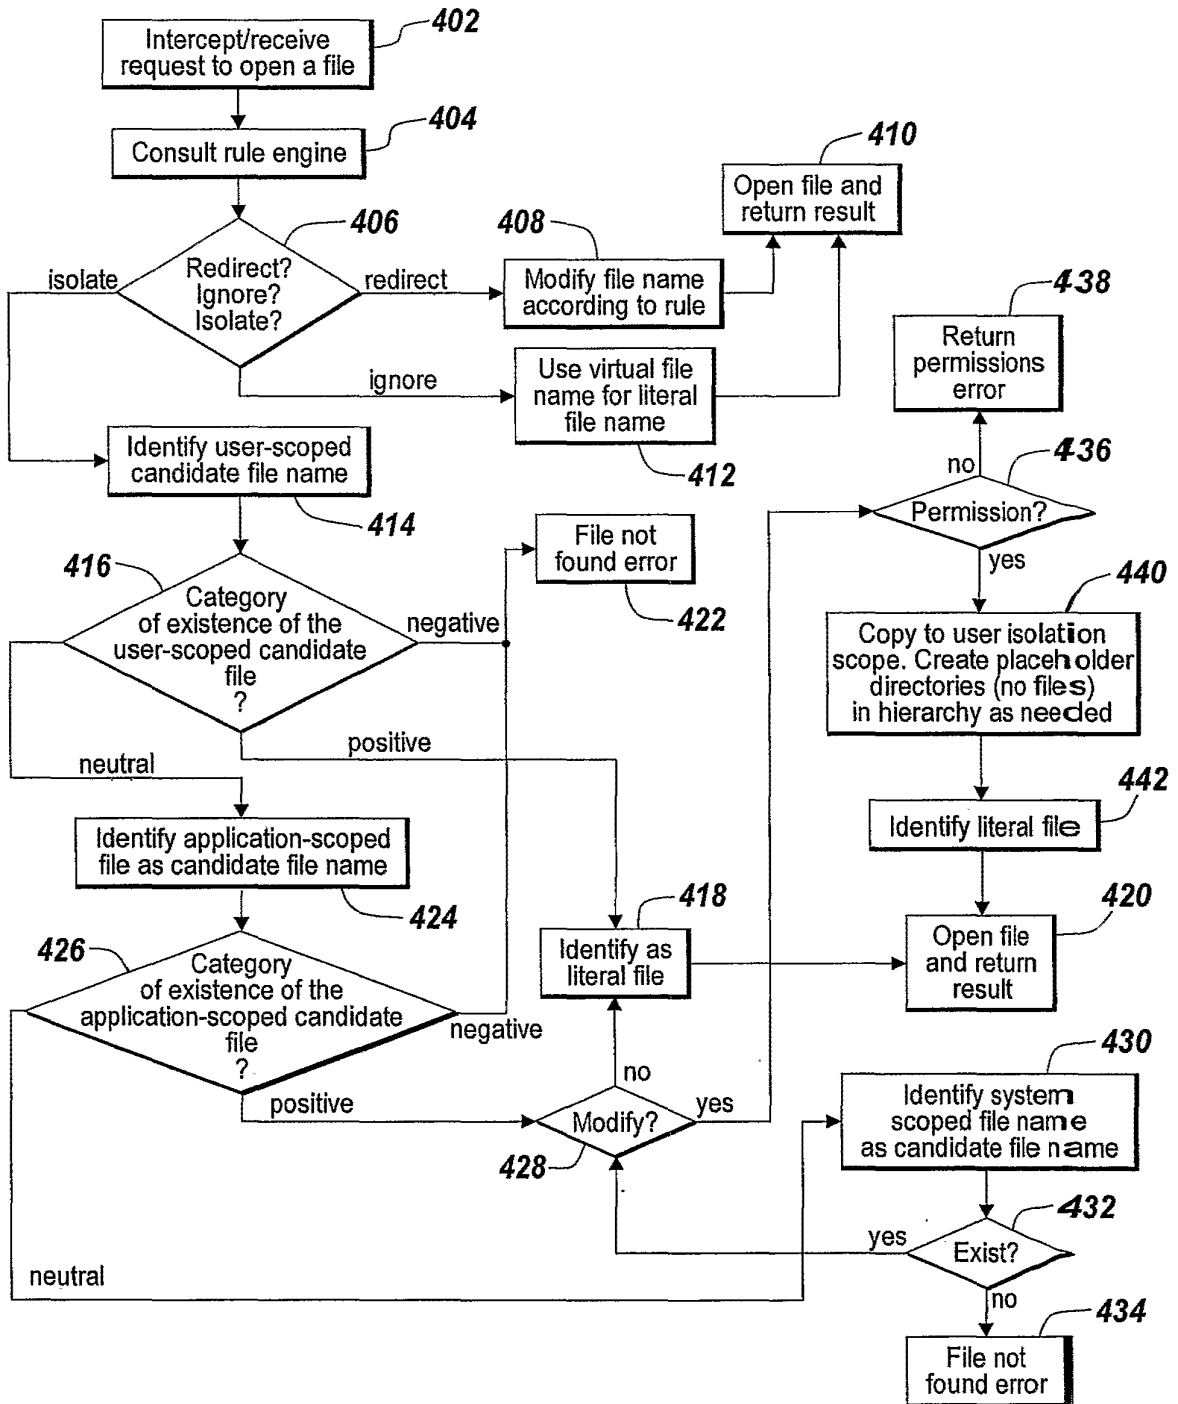 402
Intercept/receive
request to open a file
404
Consult rule engine
406
Redirect?
Ignore?
Isolate?
isolate
redirect
ignore
408
Modify file name
according to rule
410
Open file and
return result
Use virtual file
name for literal
file name
412
Identify user-scoped
candidate file name
414
416
Category
of existence of the
user-scoped candidate
file
?
negative
positive
neutral
File not
found error
422
Identify application-scoped
file as candidate file name
424
426
Category
of existence of the
application-scoped candidate
file
?
negative
positive
neutral
418
Identify as
literal file
no
Modify?
yes
428
438
Return
permissions
error
no
436
Permission?
yes
440
Copy to user isolation
scope. Create placeholder
directories (no files)
in hierarchy as needed
442
Identify literal file
420
Open file
and return
result
430
Identify system
scoped file name
as candidate file name
432
yes
Exist?
no
434
File not
found error